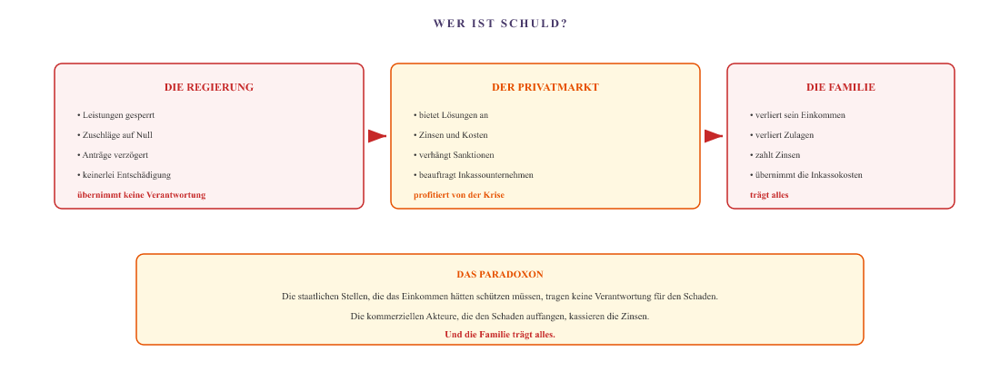 WER IST SCHULD?
DIE REGIERUNG
• Leistungen gesperrt
• Zuschläge auf Null
• Anträge verzögert
• keinerlei Entschädigung
übernimmt keine Verantwortung
DER PRIVATMARKT
• bietet Lösungen an
• Zinsen und Kosten
• verhängt Sanktionen
• beauftragt Inkassounternehmen
profitiert von der Krise
DIE FAMILIE
• verliert sein Einkommen
• verliert Zulagen
• zahlt Zinsen
• übernimmt die Inkassokosten
trägt alles
DAS PARADOXON
Die staatlichen Stellen, die das Einkommen hätten schützen müssen, tragen keine Verantwortung für den Schaden.
Die kommerziellen Akteure, die den Schaden auffangen, kassieren die Zinsen.
Und die Familie trägt alles.